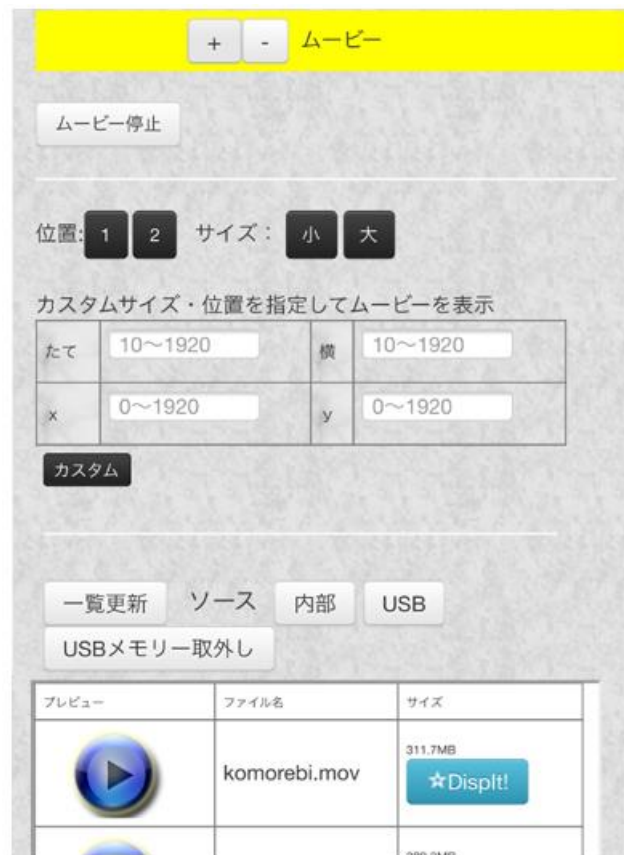 + - ムービー
ムービー停止
位置: 1 2 サイズ： 小 大
カスタムサイズ・位置を指定してムービーを表示
たて 10〜1920 横 10〜1920
x 0〜1920 y 0〜1920
カスタム
一覧更新 ソース 内部 USB
USBメモリー取外し
プレビュー ファイル名 サイズ
311.7MB
komorebi.mov ☆DispIt!